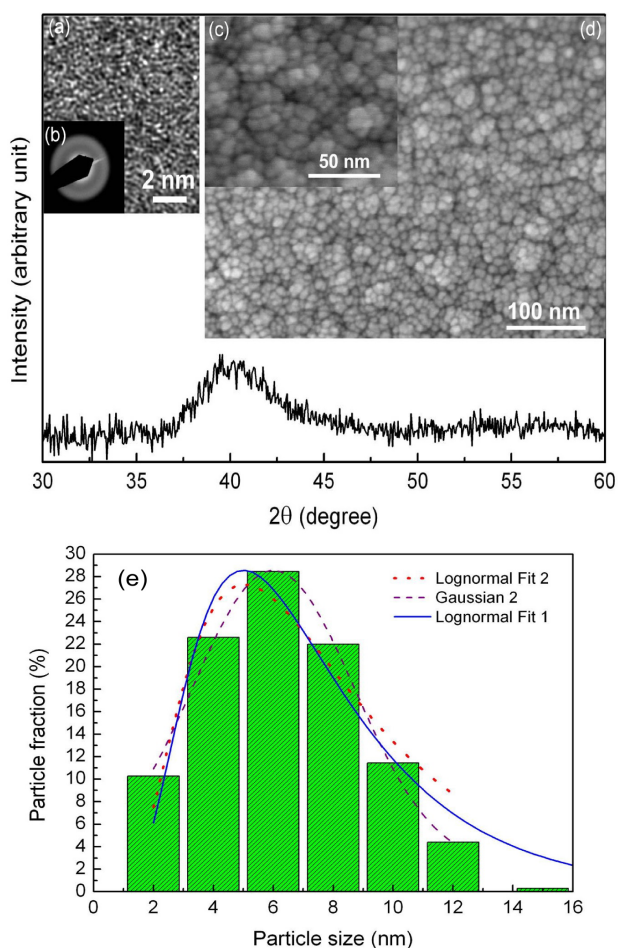 (a)
(c)
(d)
(b)
2 nm
50 nm
100 nm
Intensity (arbitrary unit)
30 35 40 45 50 55 60
2θ (degree)
(e)
Lognormal Fit 2
Gaussian 2
Lognormal Fit 1
30
28
26
24
22
20
18
16
14
12
10
8
6
4
2
0
Particle fraction (%)
0 2 4 6 8 10 12 14 16
Particle size (nm)